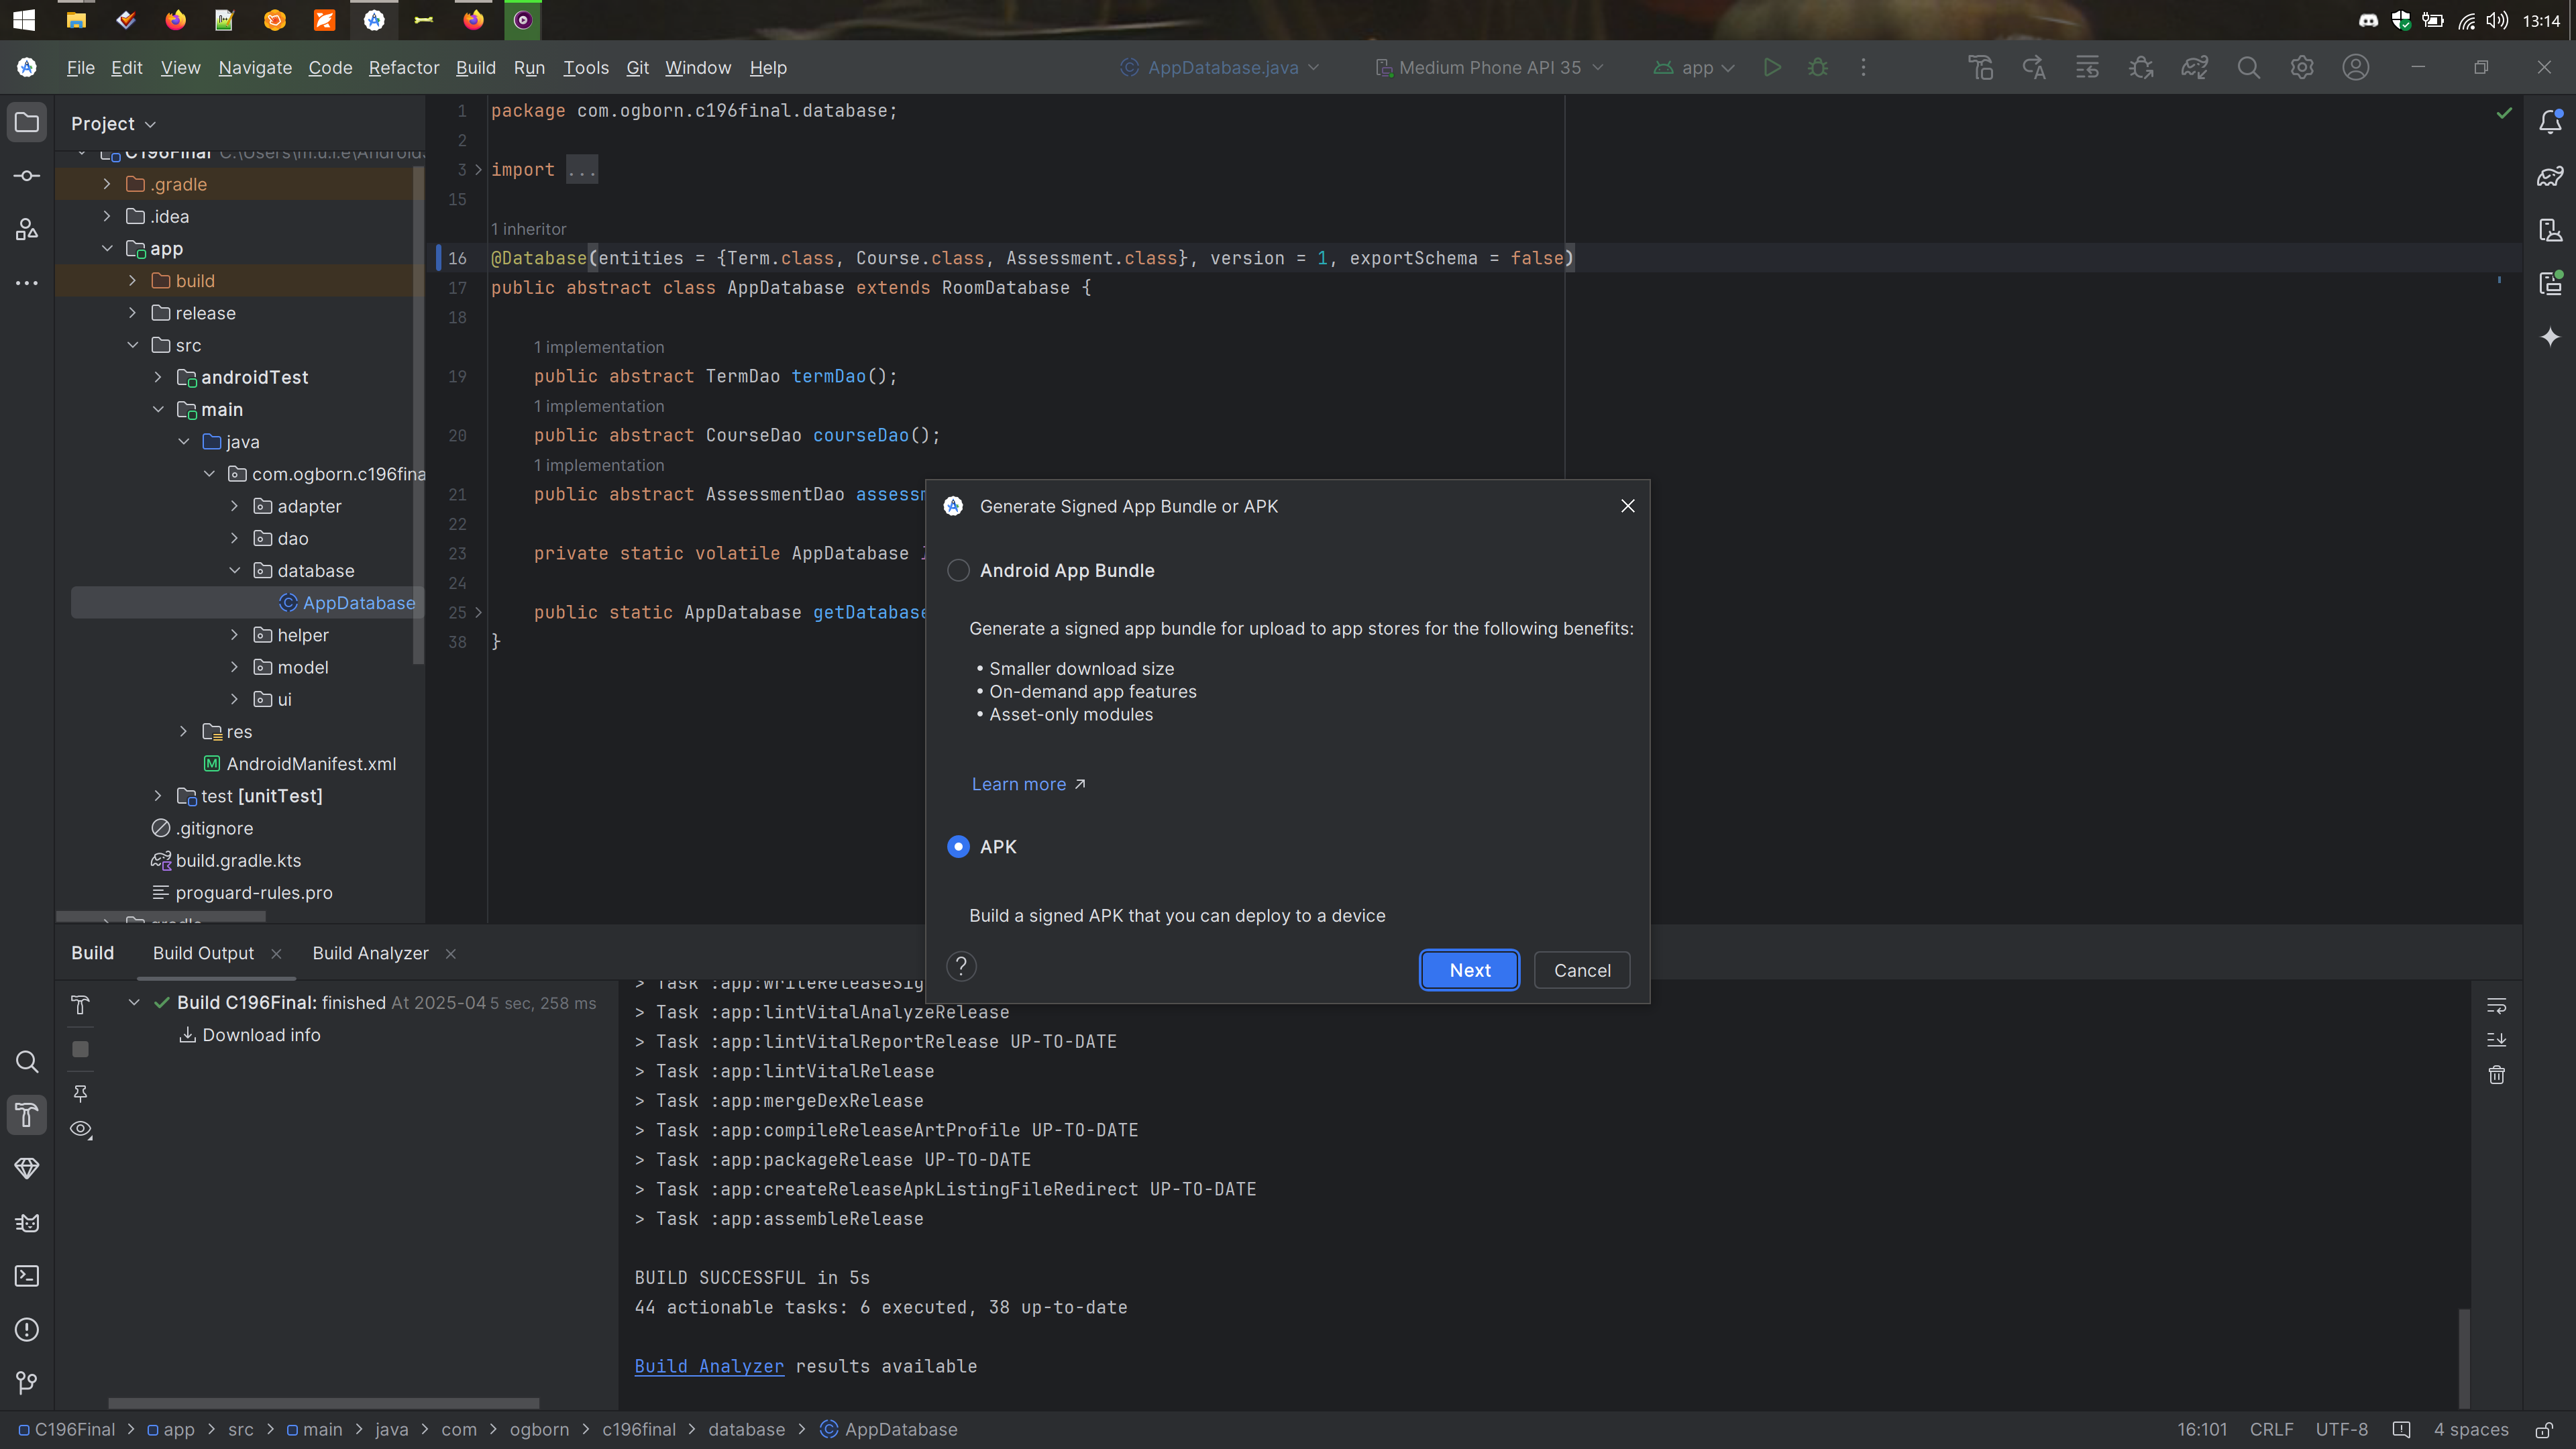 13:14
File Edit View Navigate Code Refactor Build Run Tools Git Window Help
AppDatabase.java
Medium Phone API 35
app
Project
C196Final
.gradle
.idea
app
build
release
src
androidTest
main
java
com.ogborn.c196fina
adapter
dao
database
AppDatabase
helper
model
ui
res
AndroidManifest.xml
test [unitTest]
.gitignore
build.gradle.kts
proguard-rules.pro
gradle
1 package com.ogborn.c196final.database;
2
3 import ...
15
1 inheritor
16 @Database(entities = {Term.class, Course.class, Assessment.class}, version = 1, exportSchema = false)
17 public abstract class AppDatabase extends RoomDatabase {
18
1 implementation
19 public abstract TermDao termDao();
1 implementation
20 public abstract CourseDao courseDao();
1 implementation
21 public abstract AssessmentDao assess
22
23 private static volatile AppDatabase
24
25 public static AppDatabase getDatabase
38 }
Generate Signed App Bundle or APK
Android App Bundle
Generate a signed app bundle for upload to app stores for the following benefits:
• Smaller download size
• On-demand app features
• Asset-only modules
Learn more ↗
APK
Build a signed APK that you can deploy to a device
? Next Cancel
Build Build Output Build Analyzer
Build C196Final: finished At 2025-04 5 sec, 258 ms
Download info
> Task :app:writeReleaseSig
> Task :app:lintVitalAnalyzeRelease
> Task :app:lintVitalReportRelease UP-TO-DATE
> Task :app:lintVitalRelease
> Task :app:mergeDexRelease
> Task :app:compileReleaseArtProfile UP-TO-DATE
> Task :app:packageRelease UP-TO-DATE
> Task :app:createReleaseApkListingFileRedirect UP-TO-DATE
> Task :app:assembleRelease
BUILD SUCCESSFUL in 5s
44 actionable tasks: 6 executed, 38 up-to-date
Build Analyzer results available
C196Final > app > src > main > java > com > ogborn > c196final > database > AppDatabase
16:101 CRLF UTF-8 4 spaces